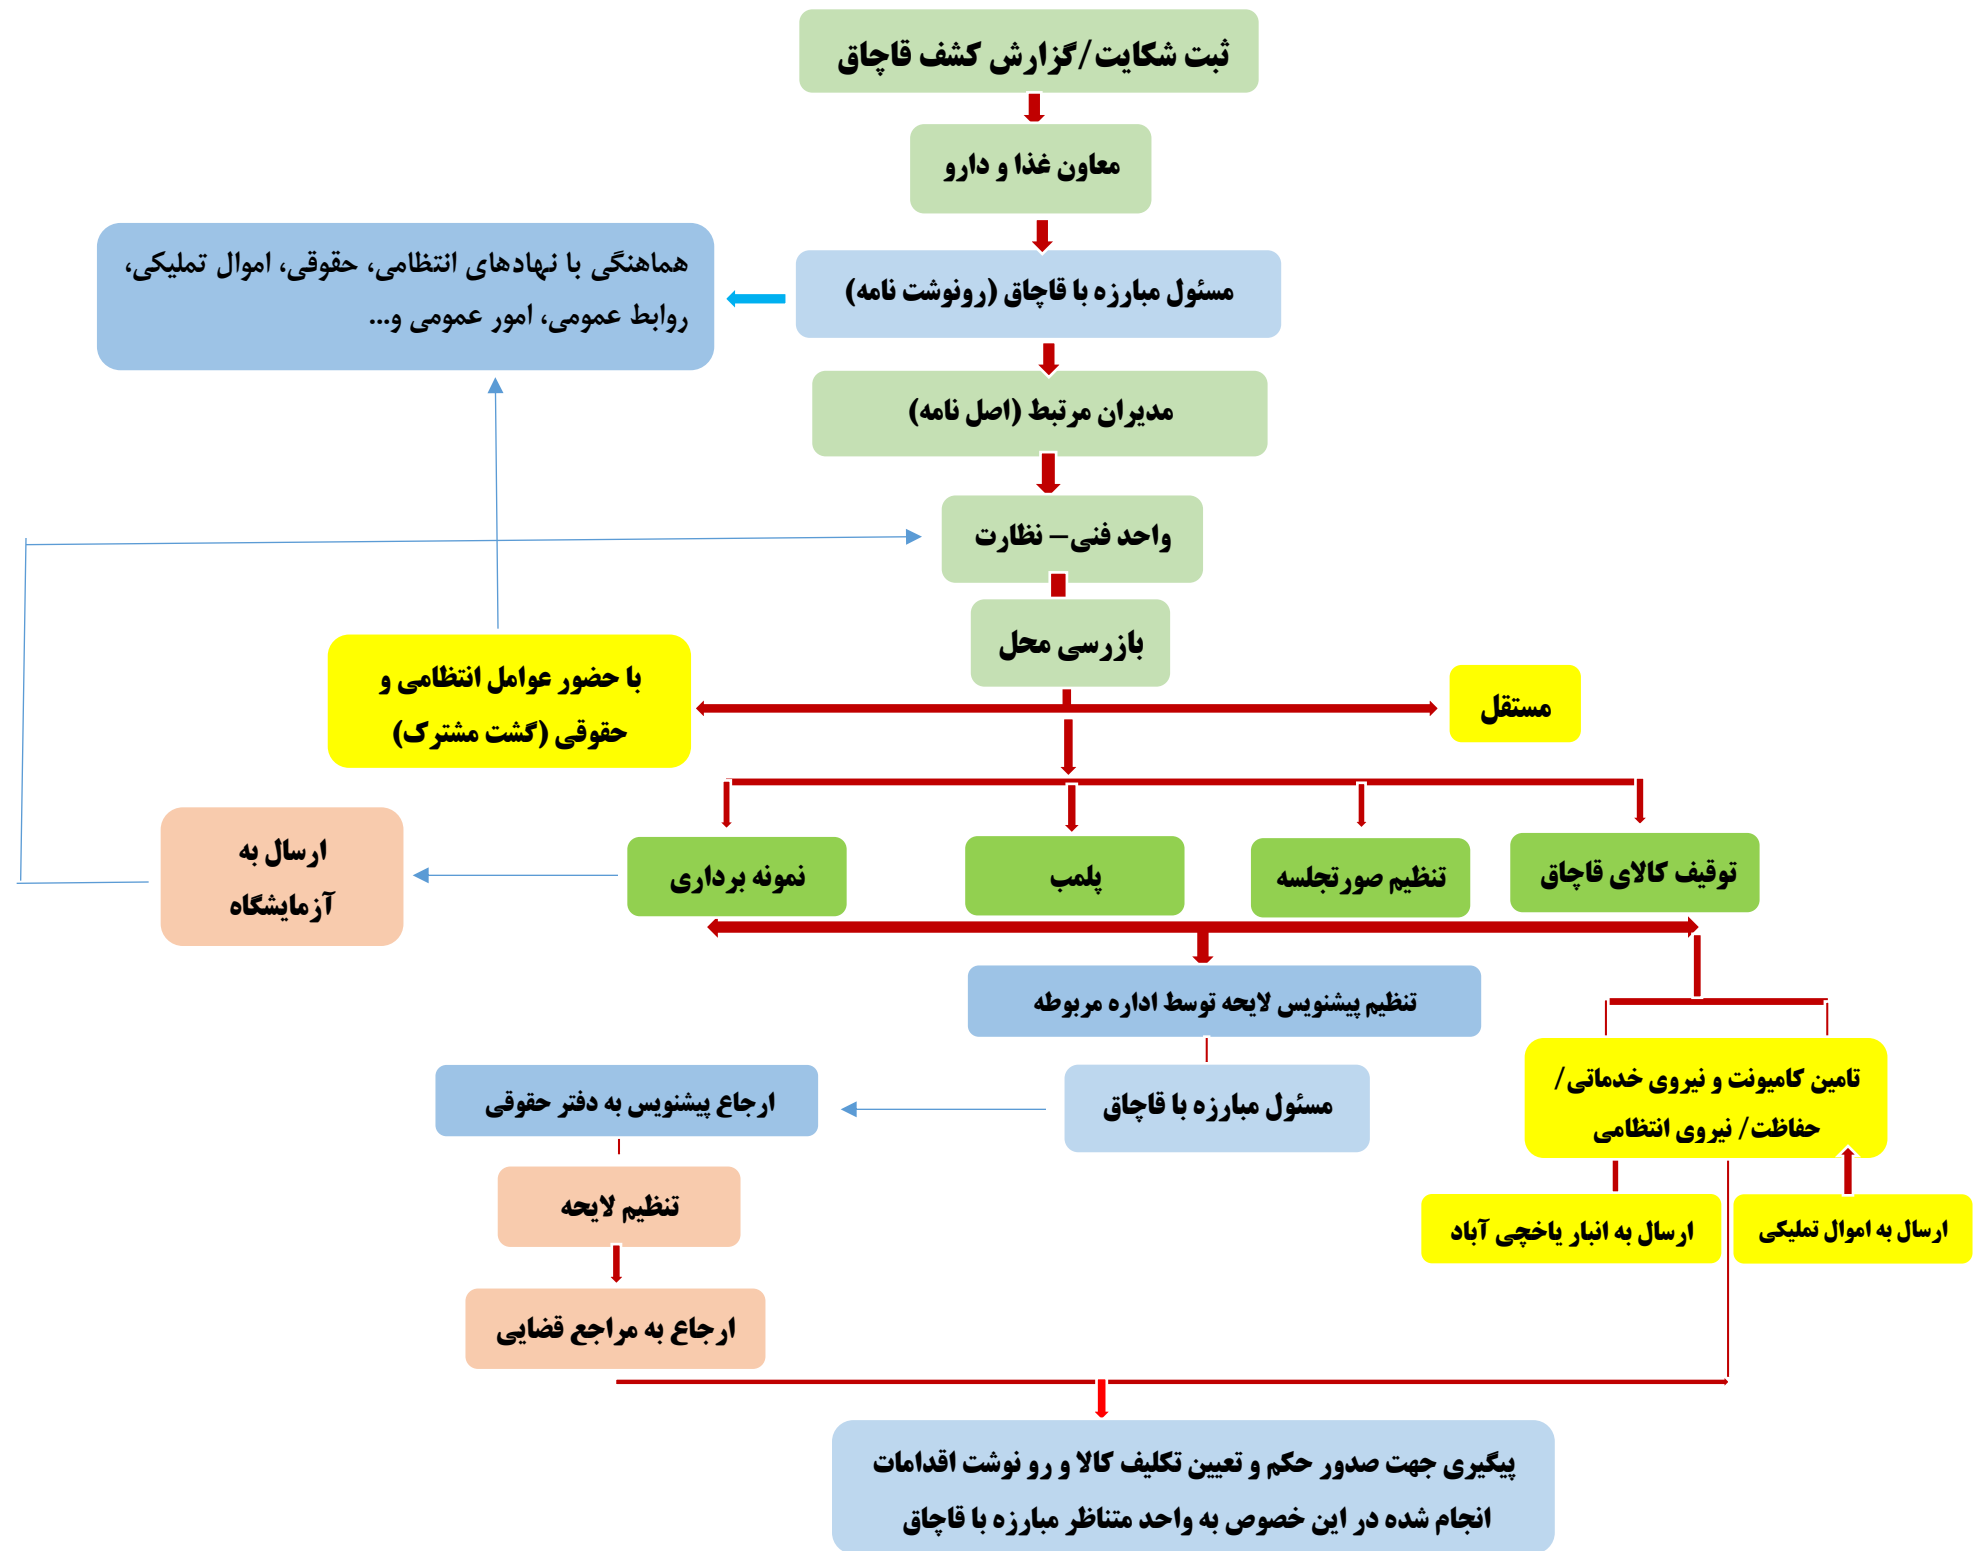 ثبت شکایت/گزارش کشف قاچاق
معاون غذا و دارو
مسئول مبارزه با قاچاق (رونوشت نامه)
هماهنگی با نهادهای انتظامی، حقوقی، اموال تملیکی،
روابط عمومی، امور عمومی و...
مدیران مرتبط (اصل نامه)
واحد فنی– نظارت
بازرسی محل
مستقل
با حضور عوامل انتظامی و
حقوقی (گشت مشترک)
توقیف کالای قاچاق
تنظیم صورتجلسه
پلمب
نمونه برداری
ارسال به
آزمایشگاه
تنظیم پیشنویس لایحه توسط اداره مربوطه
تامین کامیونت و نیروی خدماتی/
حفاظت/ نیروی انتظامی
مسئول مبارزه با قاچاق
ارجاع پیشنویس به دفتر حقوقی
ارسال به اموال تملیکی
ارسال به انبار یاخچی آباد
تنظیم لایحه
ارجاع به مراجع قضایی
پیگیری جهت صدور حکم و تعیین تکلیف کالا و رو نوشت اقدامات
انجام شده در این خصوص به واحد متناظر مبارزه با قاچاق